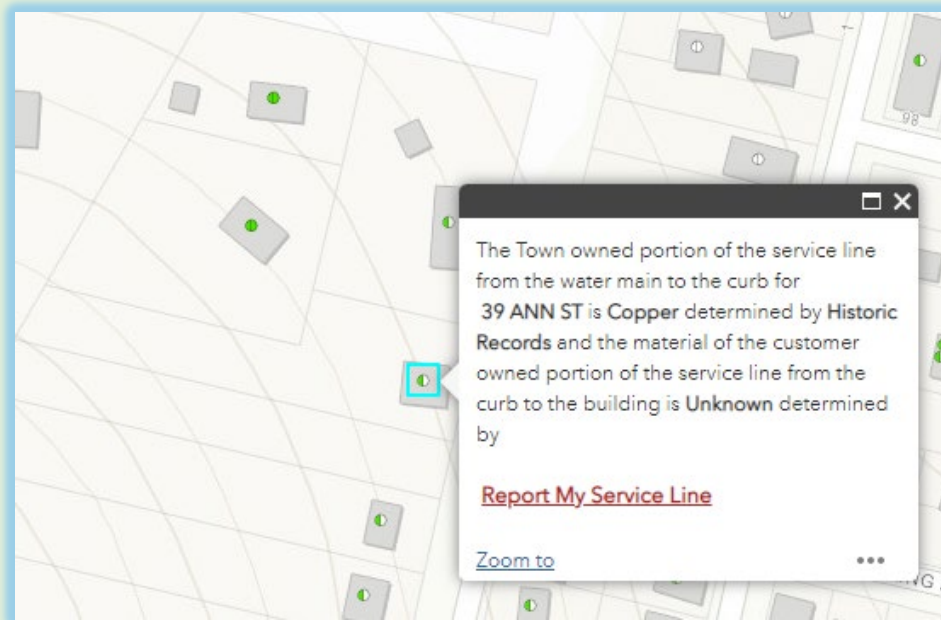 98
The Town owned portion of the service line
from the water main to the curb for
39 ANN ST is Copper determined by Historic
Records and the material of the customer
owned portion of the service line from the
curb to the building is Unknown determined
by
Report My Service Line
Zoom to
•••